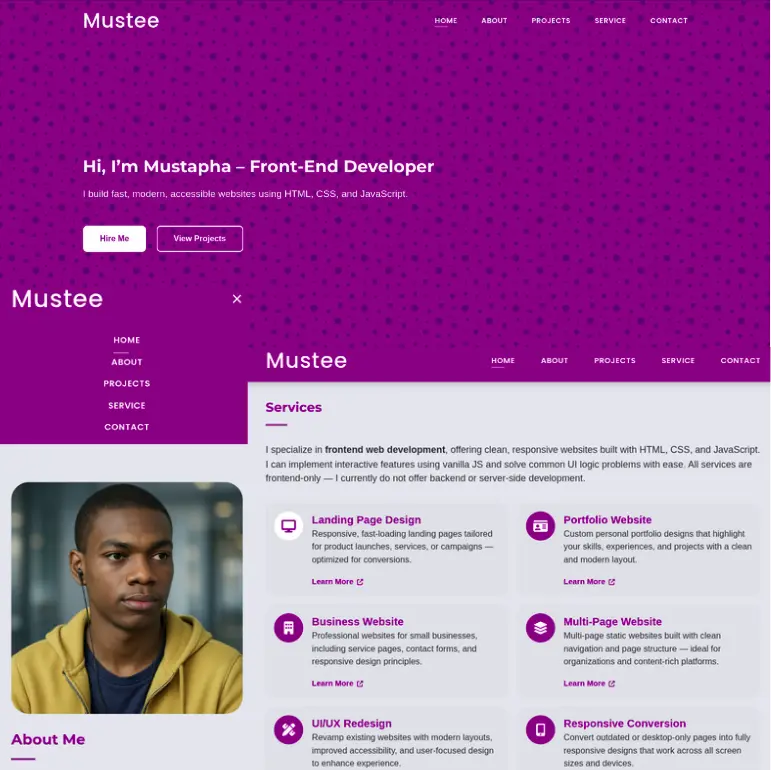 Mustee
HOME ABOUT PROJECTS SERVICE CONTACT
Hi, I’m Mustapha – Front-End Developer
I build fast, modern, accessible websites using HTML, CSS, and JavaScript.
Hire Me View Projects
Mustee
HOME
ABOUT
PROJECTS
SERVICE
CONTACT
About Me
Mustee
HOME ABOUT PROJECTS SERVICE CONTACT
Services
I specialize in frontend web development, offering clean, responsive websites built with HTML, CSS, and JavaScript.
I can implement interactive features using vanilla JS and solve common UI logic problems with ease. All services are
frontend-only — I currently do not offer backend or server-side development.
Landing Page Design
Responsive, fast-loading landing pages tailored
for product launches, services, or campaigns —
optimized for conversions.
Learn More
Portfolio Website
Custom personal portfolio designs that highlight
your skills, experiences, and projects with a clean
and modern layout.
Learn More
Business Website
Professional websites for small businesses,
including service pages, contact forms, and
responsive design principles.
Learn More
Multi-Page Website
Multi-page static websites built with clean
navigation and page structure — ideal for
organizations and content-rich platforms.
Learn More
UI/UX Redesign
Revamp existing websites with modern layouts,
improved accessibility, and user-focused design
to enhance experience.
Responsive Conversion
Convert outdated or desktop-only pages into fully
responsive designs that work across all screen
sizes and devices.